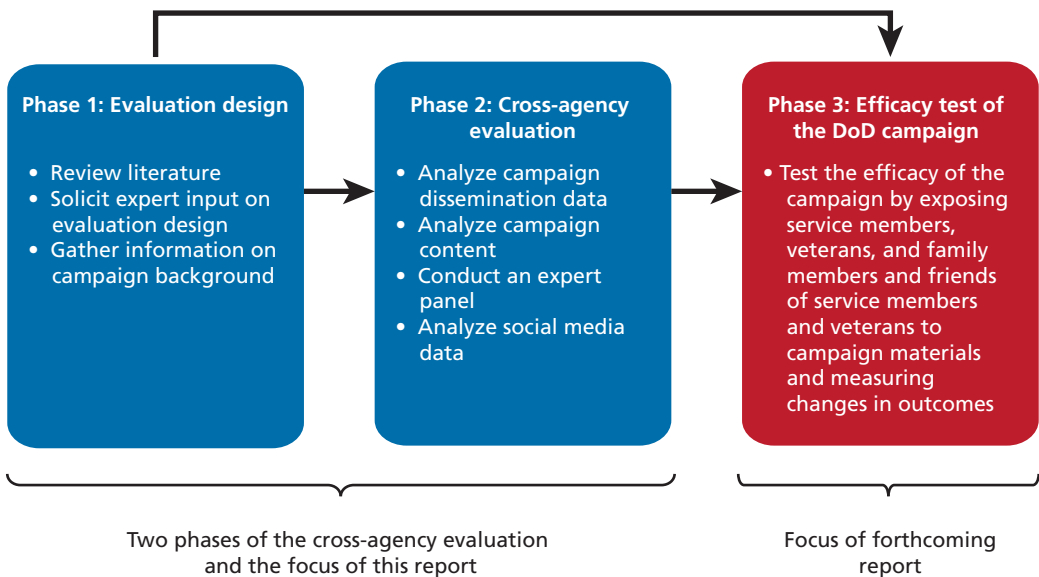 Phase 1: Evaluation design
• Review literature
• Solicit expert input on
evaluation design
• Gather information on
campaign background
Phase 2: Cross-agency
evaluation
• Analyze campaign
dissemination data
• Analyze campaign
content
• Conduct an expert
panel
• Analyze social media
data
Phase 3: Efficacy test of
the DoD campaign
• Test the efficacy of the
campaign by exposing
service members,
veterans, and family
members and friends
of service members
and veterans to
campaign materials
and measuring
changes in outcomes
Two phases of the cross-agency evaluation
and the focus of this report
Focus of forthcoming
report